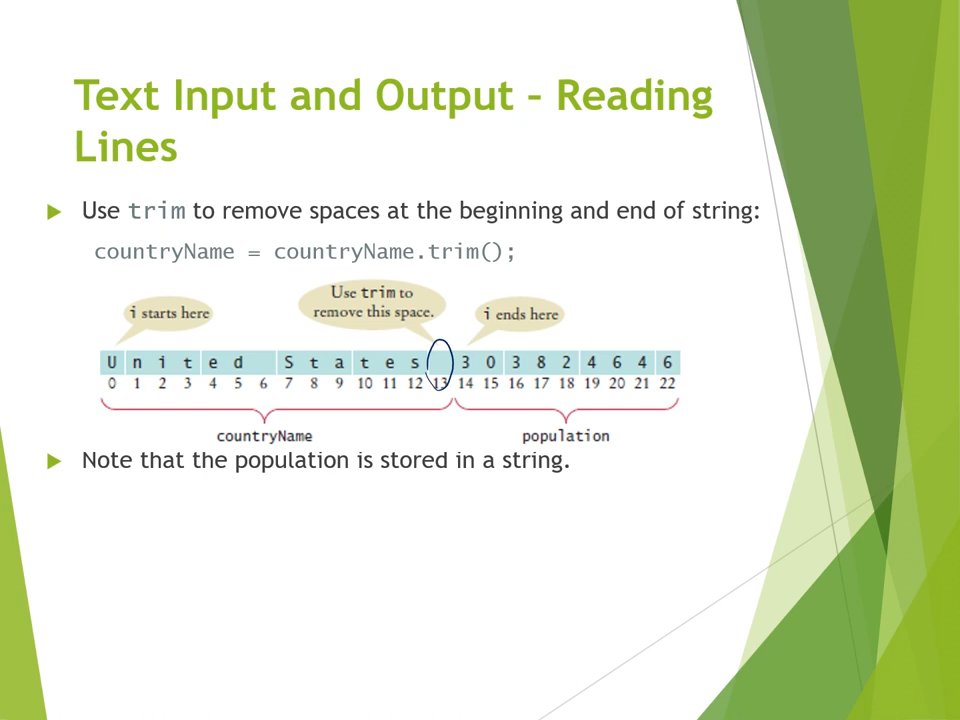 Text Input and Output – Reading
Lines
Use trim to remove spaces at the beginning and end of string:
countryName = countryName.trim();
i starts here
Use trim to
remove this space.
i ends here
U n i t e d   S t a t e s   3 0 3 8 2 4 6 4 6
0 1 2 3 4 5 6 7 8 9 10 11 12 13 14 15 16 17 18 19 20 21 22
countryName
population
Note that the population is stored in a string.